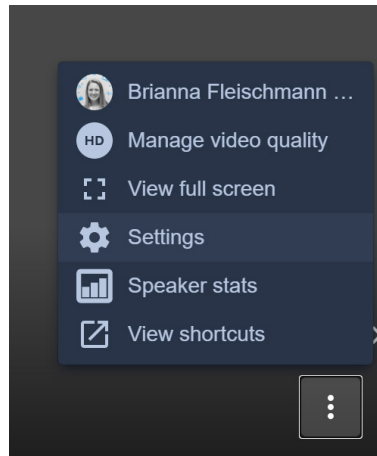 Brianna Fleischmann ...
HD
Manage video quality
View full screen
Settings
Speaker stats
View shortcuts